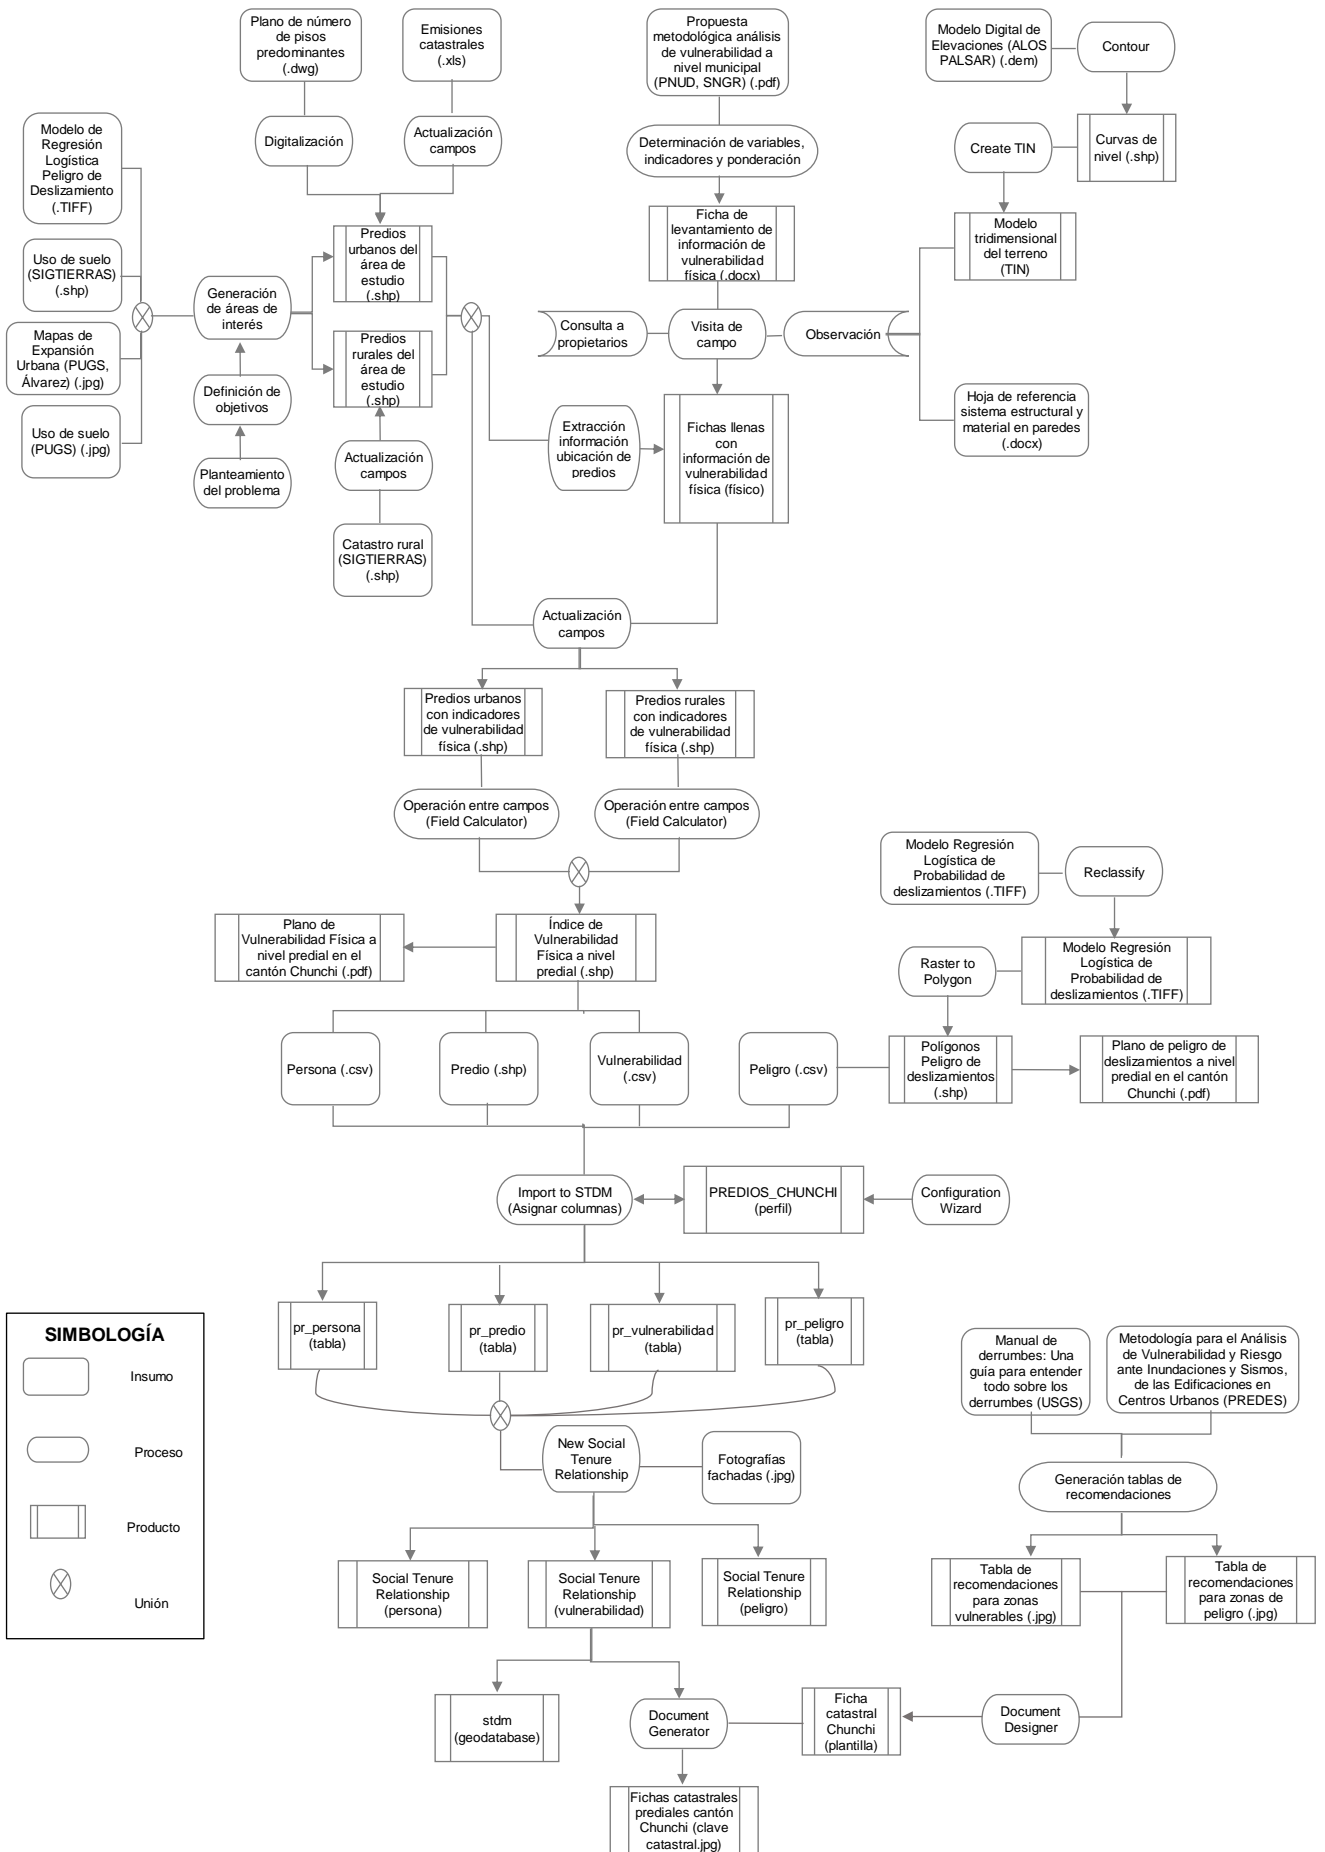 Plano de número
de pisos
predominantes
(.dwg)
Emisiones
catastrales
(.xls)
Propuesta
metodológica análisis
de vulnerabilidad a
nivel municipal
(PNUD, SNGR) (.pdf)
Modelo Digital de
Elevaciones (ALOS
PALSAR) (.dem)
Contour
Modelo de
Regresión
Logística
Peligro de
Deslizamiento
(.TIFF)
Digitalización
Actualización
campos
Determinación de variables,
indicadores y ponderación
Create TIN
Curvas de
nivel (.shp)
Uso de suelo
(SIGTIERRAS)
(.shp)
Generación
de áreas de
interés
Predios
urbanos del
área de
estudio
(.shp)
Ficha de
levantamiento de
información de
vulnerabilidad
física (.docx)
Modelo
tridimensional
del terreno
(TIN)
Mapas de
Expansión
Urbana (PUGS,
Álvarez) (.jpg)
Predios
rurales del
área de
estudio
(.shp)
Consulta a
propietarios
Visita de
campo
Observación
Uso de suelo
(PUGS) (.jpg)
Definición de
objetivos
Planteamiento
del problema
Actualización
campos
Extracción
información
ubicación de
predios
Fichas llenas
con
información de
vulnerabilidad
física (físico)
Hoja de referencia
sistema estructural y
material en paredes
(.docx)
Catastro rural
(SIGTIERRAS)
(.shp)
Actualización
campos
Predios urbanos
con indicadores
de vulnerabilidad
física (.shp)
Predios rurales
con indicadores
de vulnerabilidad
física (.shp)
Operación entre campos
(Field Calculator)
Operación entre campos
(Field Calculator)
Modelo Regresión
Logística de
Probabilidad de
deslizamientos (.TIFF)
Reclassify
Plano de
Vulnerabilidad Física a
nivel predial en el
cantón Chunchi (.pdf)
Índice de
Vulnerabilidad
Física a nivel
predial (.shp)
Raster to
Polygon
Modelo Regresión
Logística de
Probabilidad de
deslizamientos (.TIFF)
Persona (.csv)
Predio (.shp)
Vulnerabilidad
(.csv)
Peligro (.csv)
Polígonos
Peligro de
deslizamientos
(.shp)
Plano de peligro de
deslizamientos a nivel
predial en el cantón
Chunchi (.pdf)
Import to STDM
(Asignar columnas)
PREDIOS_CHUNCHI
(perfil)
Configuration
Wizard
pr_persona
(tabla)
pr_predio
(tabla)
pr_vulnerabilidad
(tabla)
pr_peligro
(tabla)
SIMBOLOGÍA
Insumo
Proceso
Producto
Unión
Manual de
derrumbes: Una
guía para entender
todo sobre los
derrumbes (USGS)
Metodología para el Análisis
de Vulnerabilidad y Riesgo
ante Inundaciones y Sismos,
de las Edificaciones en
Centros Urbanos (PREDES)
New Social
Tenure
Relationship
Fotografías
fachadas (.jpg)
Generación tablas de
recomendaciones
Social Tenure
Relationship
(persona)
Social Tenure
Relationship
(vulnerabilidad)
Social Tenure
Relationship
(peligro)
Tabla de
recomendaciones
para zonas
vulnerables (.jpg)
Tabla de
recomendaciones
para zonas de
peligro (.jpg)
stdm
(geodatabase)
Document
Generator
Ficha
catastral
Chunchi
(plantilla)
Document
Designer
Fichas catastrales
prediales cantón
Chunchi (clave
catastral.jpg)